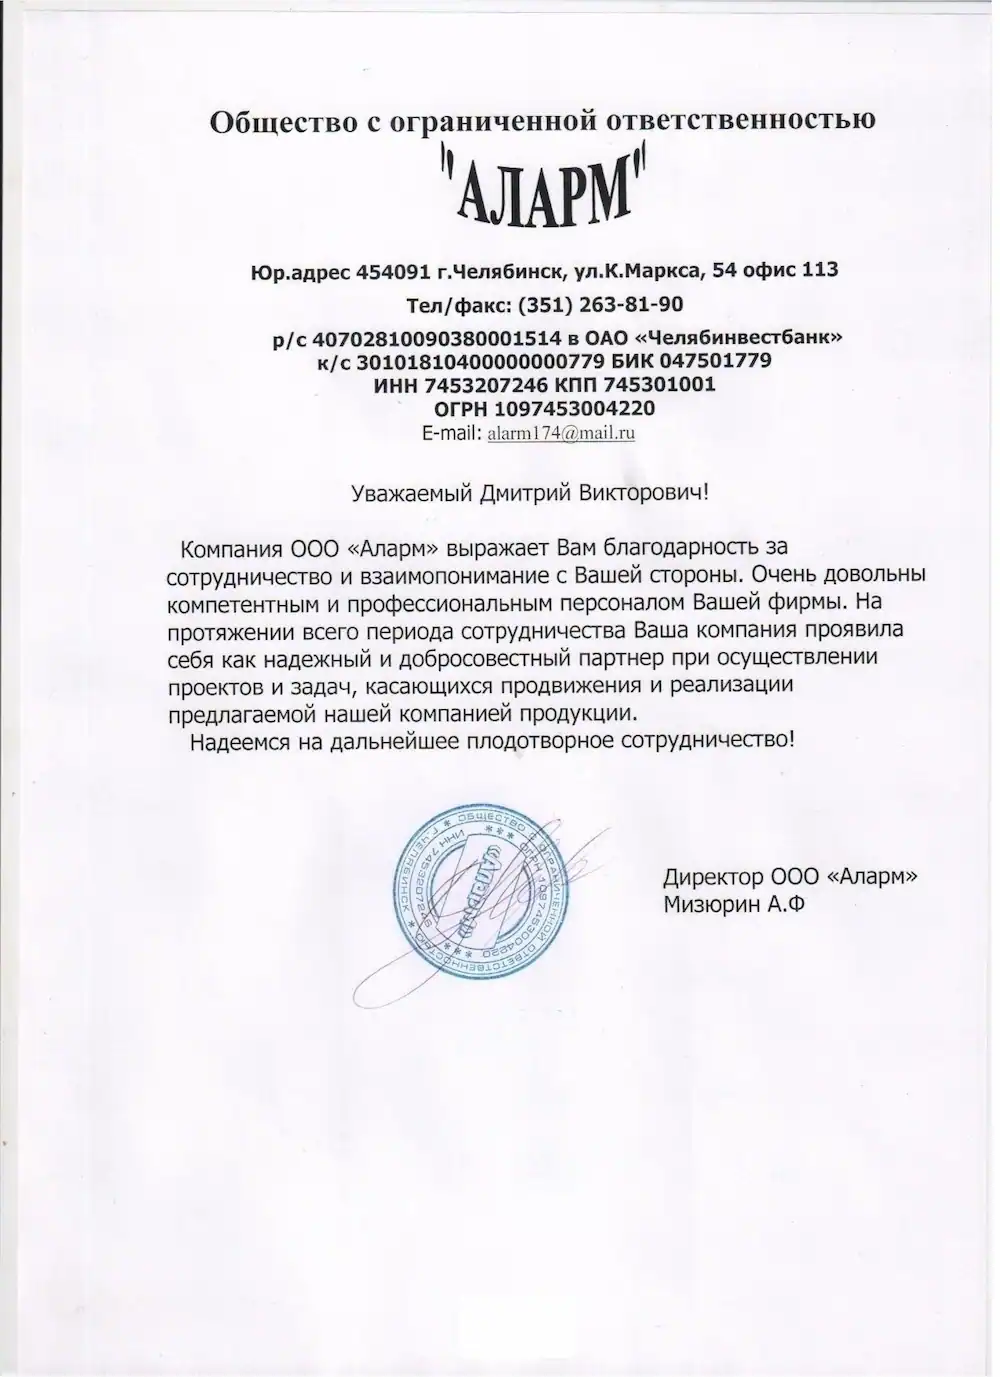 Общество с ограниченной ответственностью
"АЛАРМ"
Юр.адрес 454091 г.Челябинск, ул.К.Маркса, 54 офис 113
Тел/факс: (351) 263-81-90
р/с 40702810090380001514 в ОАО «Челябинвестбанк»
к/с 30101810400000000779 БИК 047501779
ИНН 7453207246 КПП 745301001
ОГРН 1097453004220
E-mail: alarm174@mail.ru
Уважаемый Дмитрий Викторович!
Компания ООО «Аларм» выражает Вам благодарность за
сотрудничество и взаимопонимание с Вашей стороны. Очень довольны
компетентным и профессиональным персоналом Вашей фирмы. На
протяжении всего периода сотрудничества Ваша компания проявила
себя как надежный и добросовестный партнер при осуществлении
проектов и задач, касающихся продвижения и реализации
предлагаемой нашей компанией продукции.
Надеемся на дальнейшее плодотворное сотрудничество!
* ОБЩЕСТВО С ОГРАНИЧЕННОЙ ОТВЕТСТВЕННОСТЬЮ * Г.ЧЕЛЯБИНСК
*** ОГРН 1097453004220 *** ИНН 7453207246
«Аларм»
Директор ООО «Аларм»
Мизюрин А.Ф